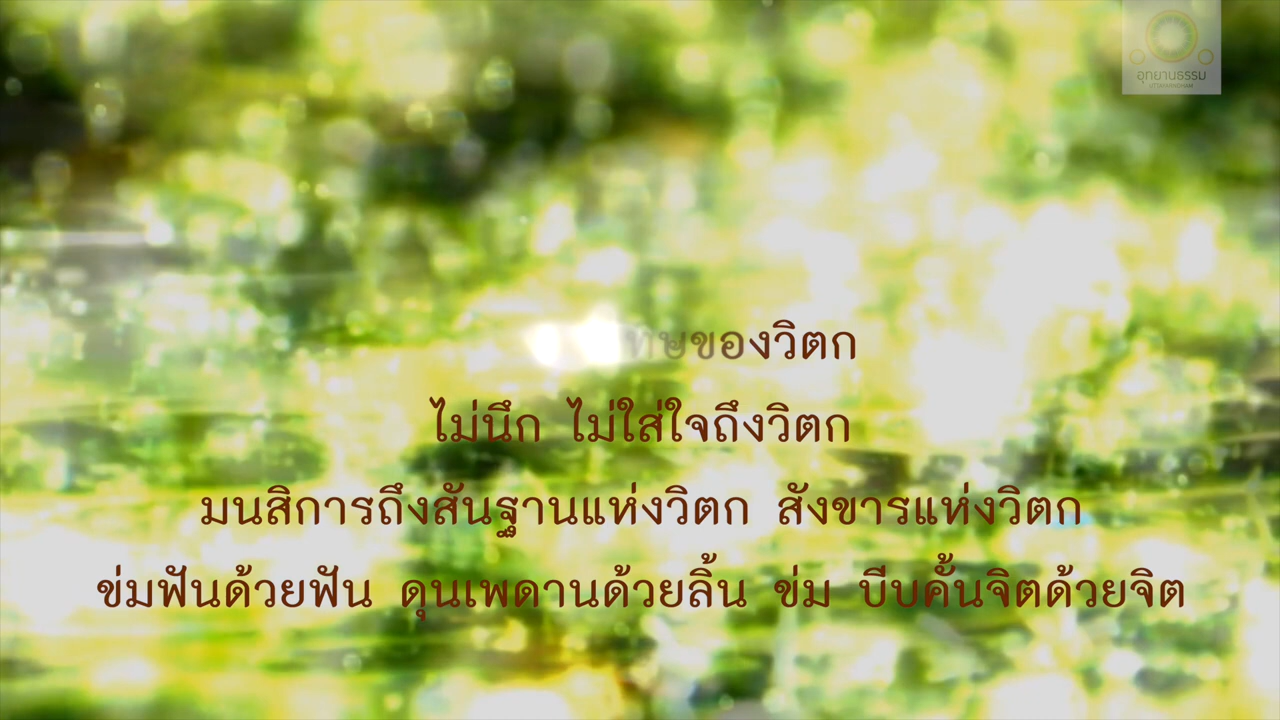 อุทยานธรรม
UTTAYARNDHAM
ทษของวิตก
ไม่นึก ไม่ใส่ใจถึงวิตก
มนสิการถึงสันฐานแห่งวิตก สังขารแห่งวิตก
ข่มฟันด้วยฟัน ดุนเพดานด้วยลิ้น ข่ม บีบคั้นจิตด้วยจิต